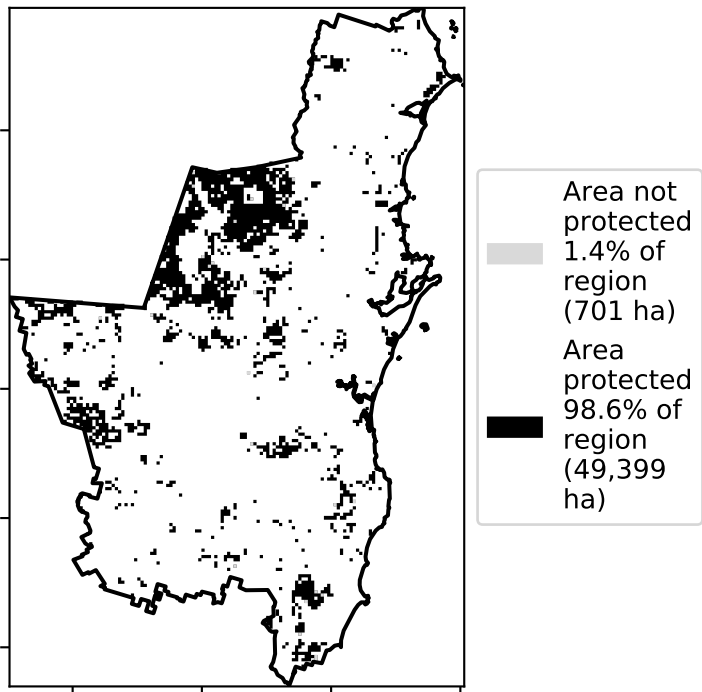 Area not
protected
1.4% of
region
(701 ha)
Area
protected
98.6% of
region
(49,399
ha)